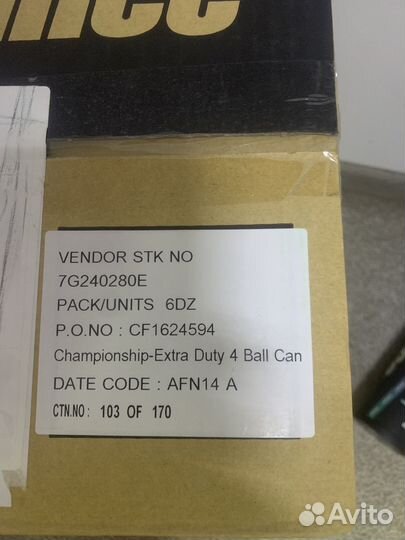 VENDOR STK NO
7G240280E
PACK/UNITS 6DZ
P.O.NO : CF1624594
Championship-Extra Duty 4 Ball Can
DATE CODE : AFN14 A
CTN.NO: 103 OF 170
Avito